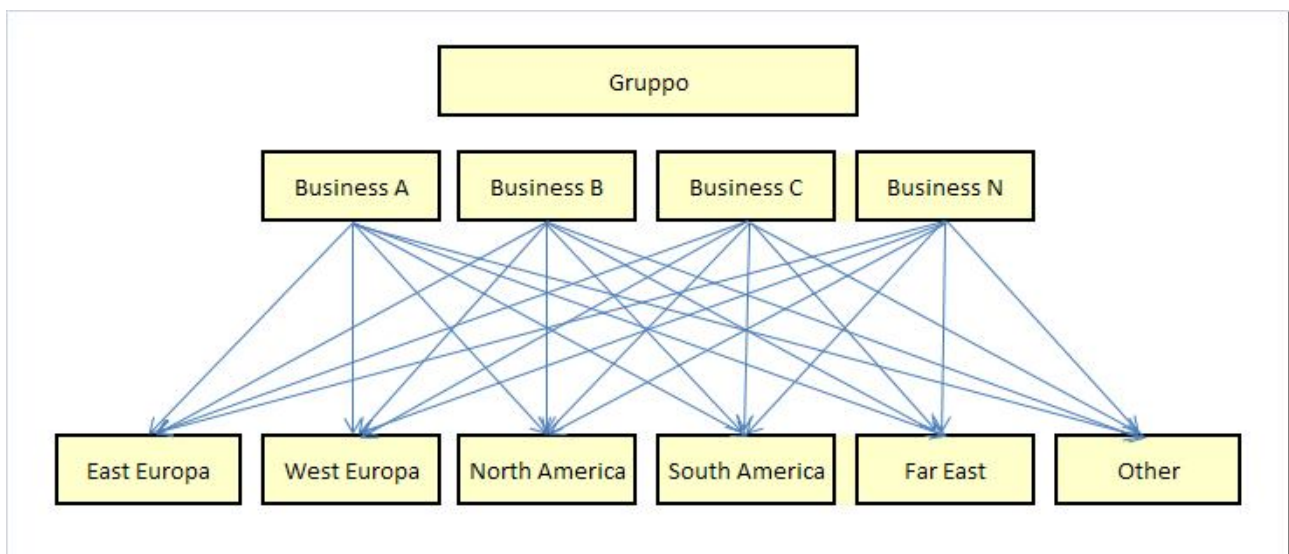 Gruppo
Business A
Business B
Business C
Business N
East Europa
West Europa
North America
South America
Far East
Other